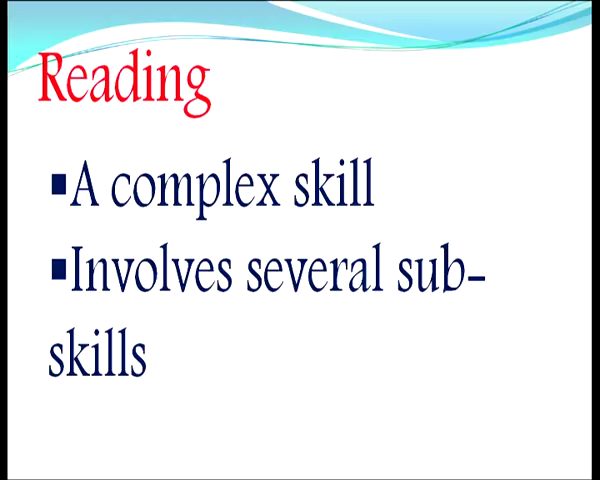 Reading
▪A complex skill
▪Involves several sub-
skills